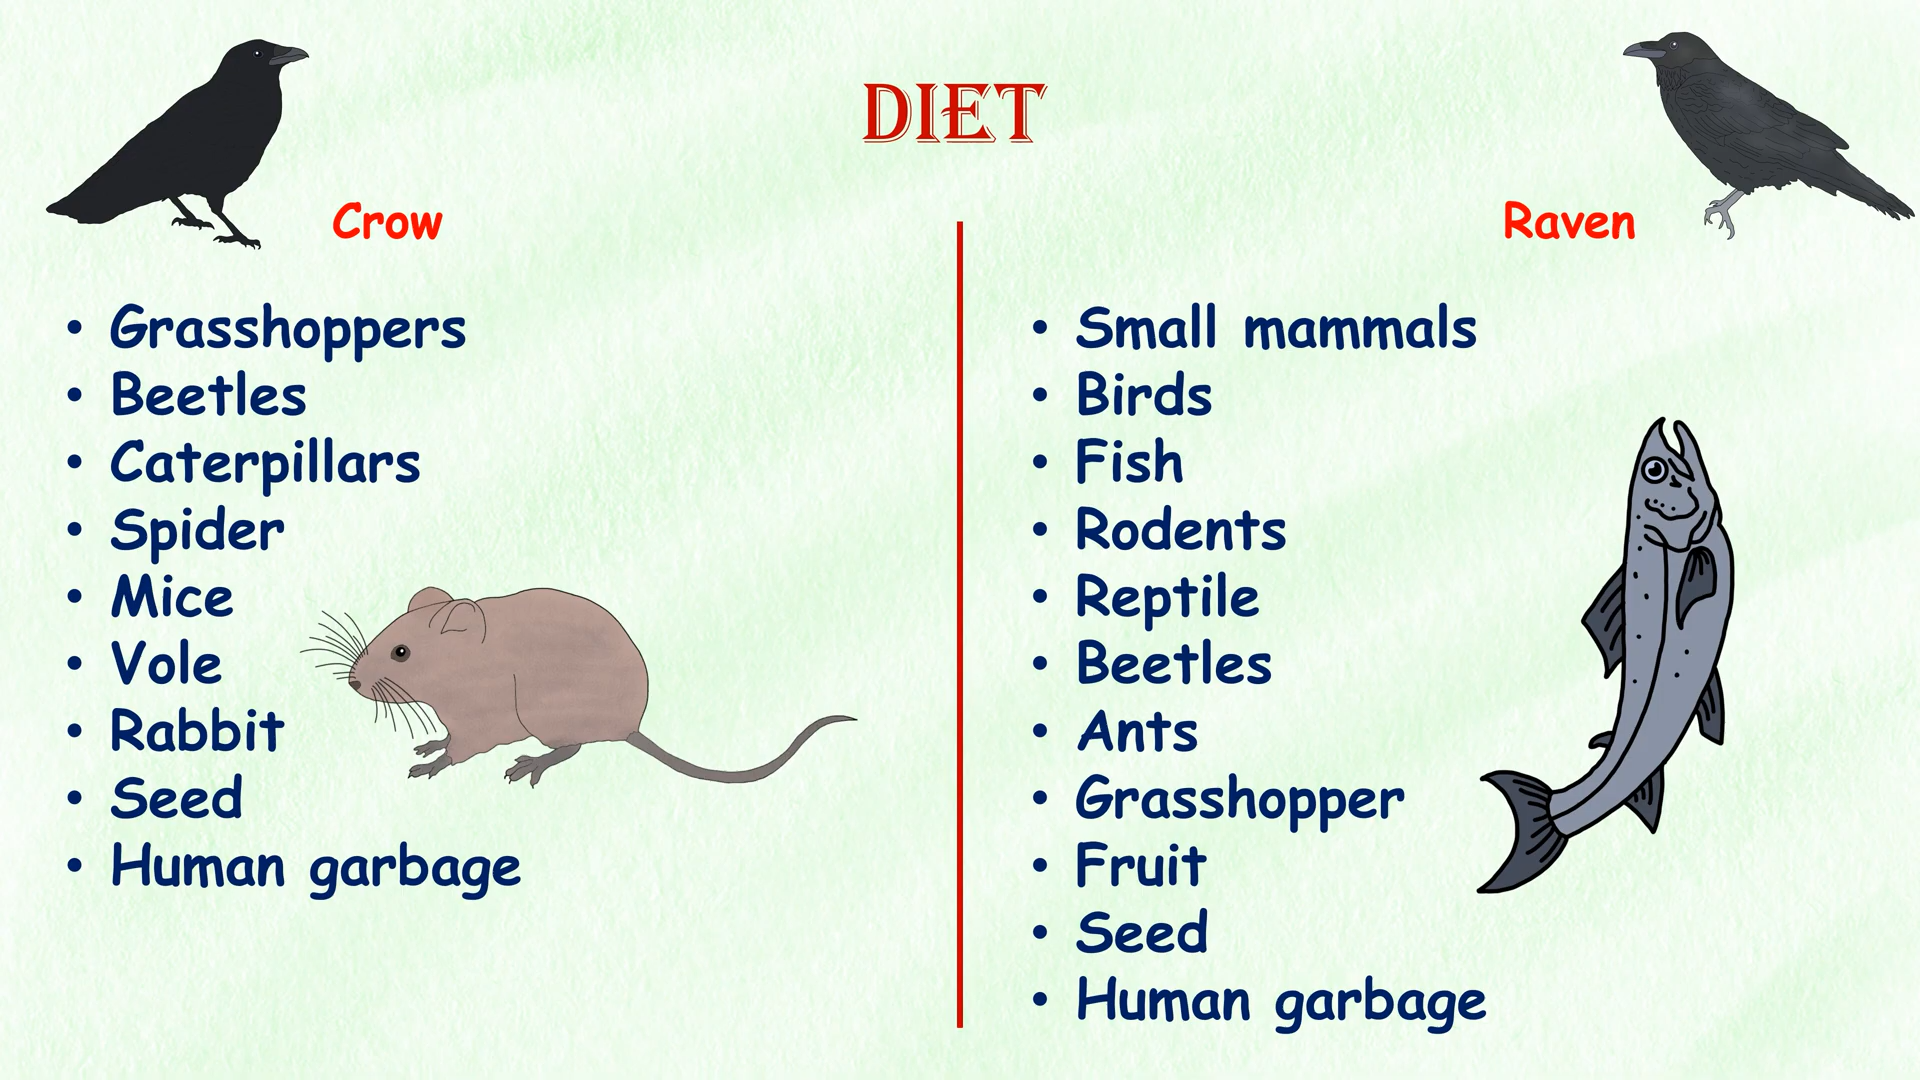 DIET
Crow
• Grasshoppers
• Beetles
• Caterpillars
• Spider
• Mice
• Vole
• Rabbit
• Seed
• Human garbage
Raven
• Small mammals
• Birds
• Fish
• Rodents
• Reptile
• Beetles
• Ants
• Grasshopper
• Fruit
• Seed
• Human garbage